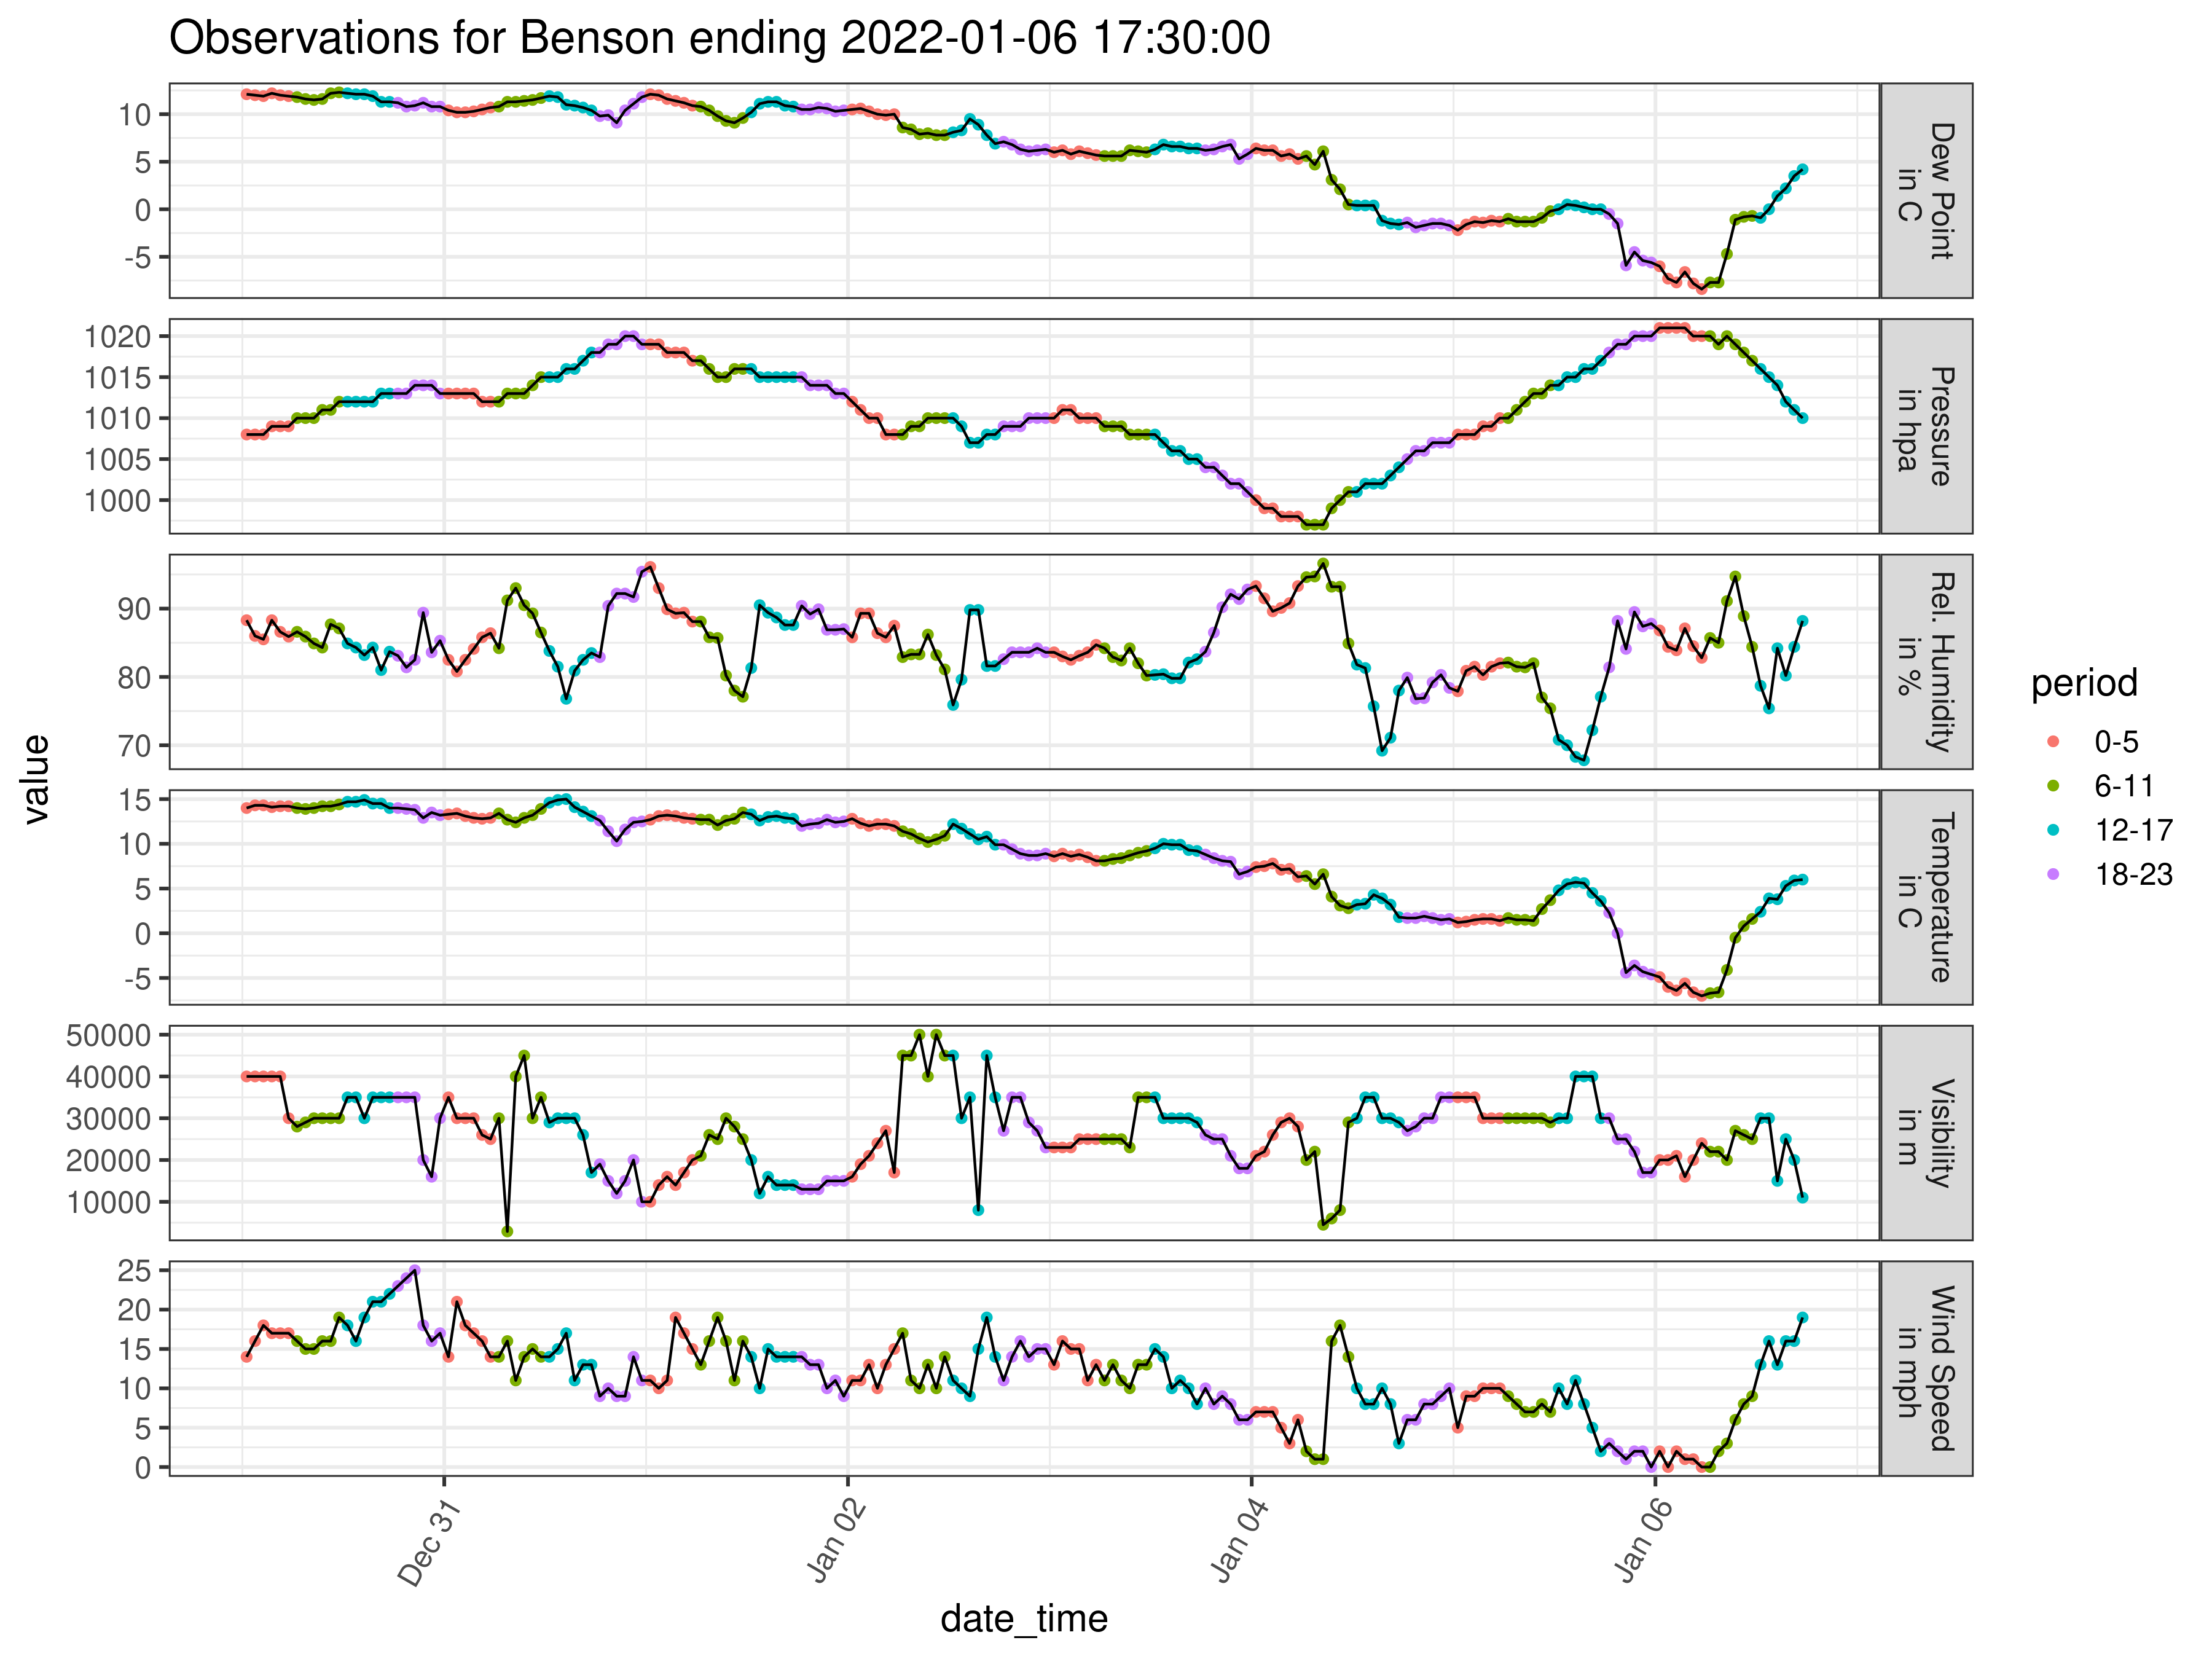 Observations for Benson ending 2022-01-06 17:30:00
10
5
0
-5
Dew Point
in C
1020
1015
1010
1005
1000
Pressure
in hpa
90
80
70
Rel. Humidity
in %
15
10
5
0
-5
Temperature
in C
50000
40000
30000
20000
10000
Visibility
in m
25
20
15
10
5
0
Wind Speed
in mph
value
Dec 31
Jan 02
Jan 04
Jan 06
date_time
period
0-5
6-11
12-17
18-23